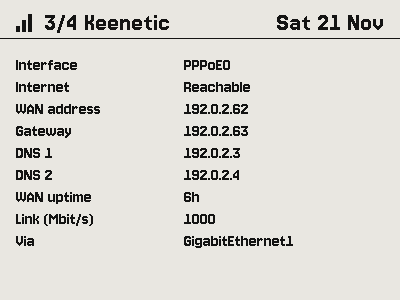 3/4 Keenetic Sat 21 Nov
Interface PPPoE0
Internet Reachable
WAN address 192.0.2.62
Gateway 192.0.2.63
DNS 1 192.0.2.3
DNS 2 192.0.2.4
WAN uptime 6h
Link (Mbit/s) 1000
Via GigabitEthernet1